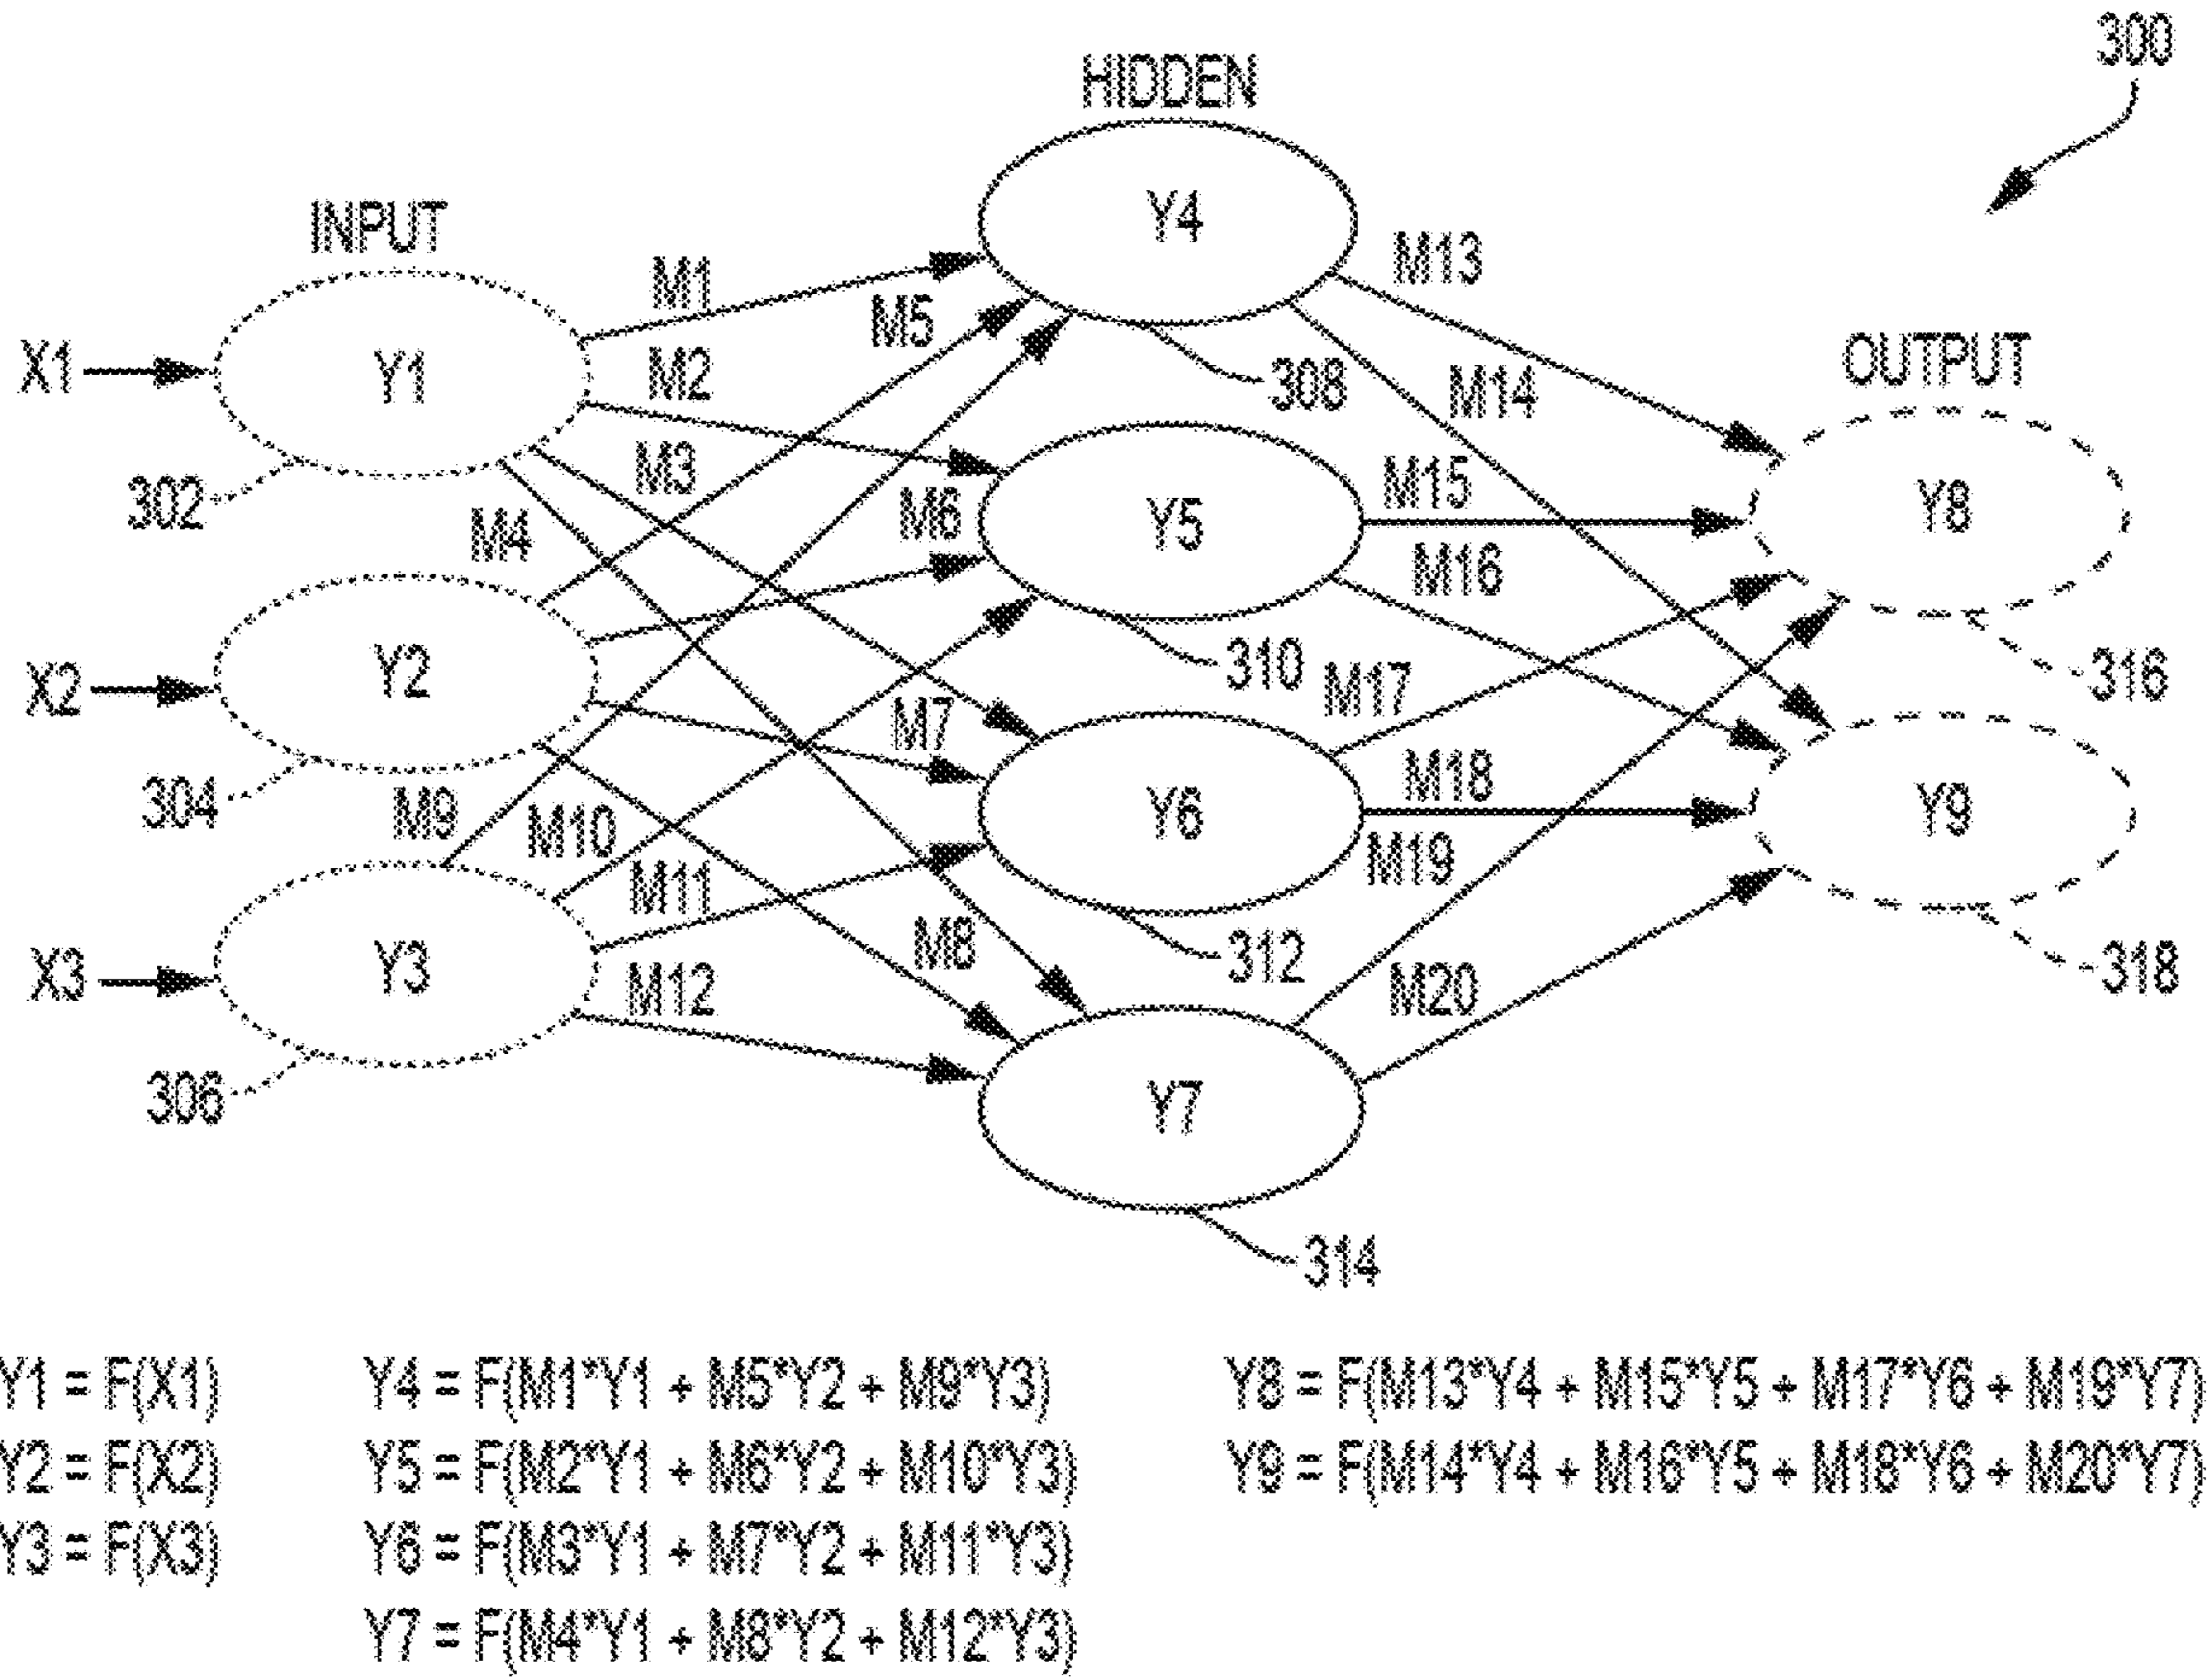 300
HIDDEN
Y4
INPUT
M1
M13
M5
X1
Y1
M2
308
M14
OUTPUT
302
M3
M4
M6
Y5
M15
Y8
M16
X2
Y2
310
M17
316
304
M7
M9
M10
Y6
M18
Y9
M19
M11
X3
Y3
M8
312
318
M12
M20
306
Y7
314
Y1 = F(X1) Y4 = F(M1*Y1 + M5*Y2 + M9*Y3) Y8 = F(M13*Y4 + M15*Y5 + M17*Y6 + M19*Y7)
Y2 = F(X2) Y5 = F(M2*Y1 + M6*Y2 + M10*Y3) Y9 = F(M14*Y4 + M16*Y5 + M18*Y6 + M20*Y7)
Y3 = F(X3) Y6 = F(M3*Y1 + M7*Y2 + M11*Y3)
Y7 = F(M4*Y1 + M8*Y2 + M12*Y3)